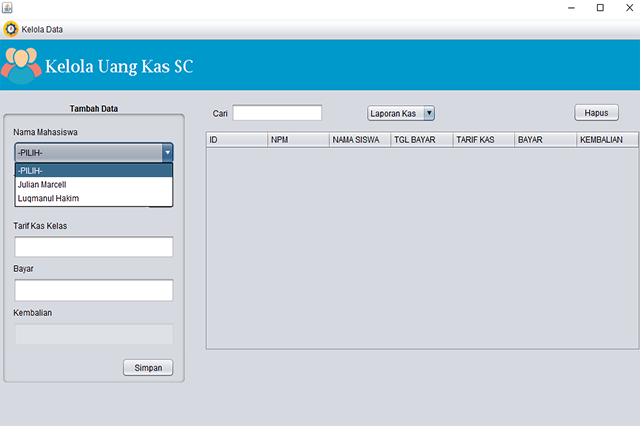 Kelola Data
Kelola Uang Kas SC
Tambah Data
Nama Mahasiswa
-PILIH-
-PILIH-
Julian Marcell
Luqmanul Hakim
Tarif Kas Kelas
Bayar
Kembalian
Simpan
Cari
Laporan Kas
Hapus
ID NPM NAMA SISWA TGL BAYAR TARIF KAS BAYAR KEMBALIAN